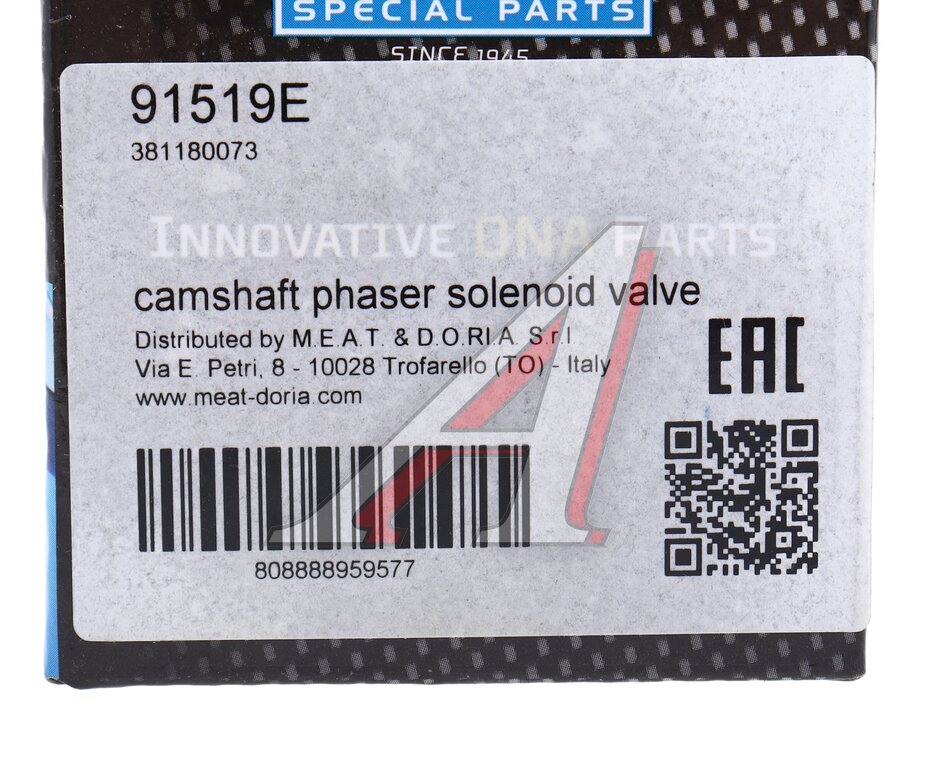 SPECIAL PARTS
SINCE 1945
91519E
381180073
INNOVATIVE DNA PARTS
camshaft phaser solenoid valve
Distributed by M.E.A.T. & D.O.R.I.A. S.r.l.
Via E. Petri, 8 - 10028 Trofarello (TO) - Italy
www.meat-doria.com
EAC
808888959577